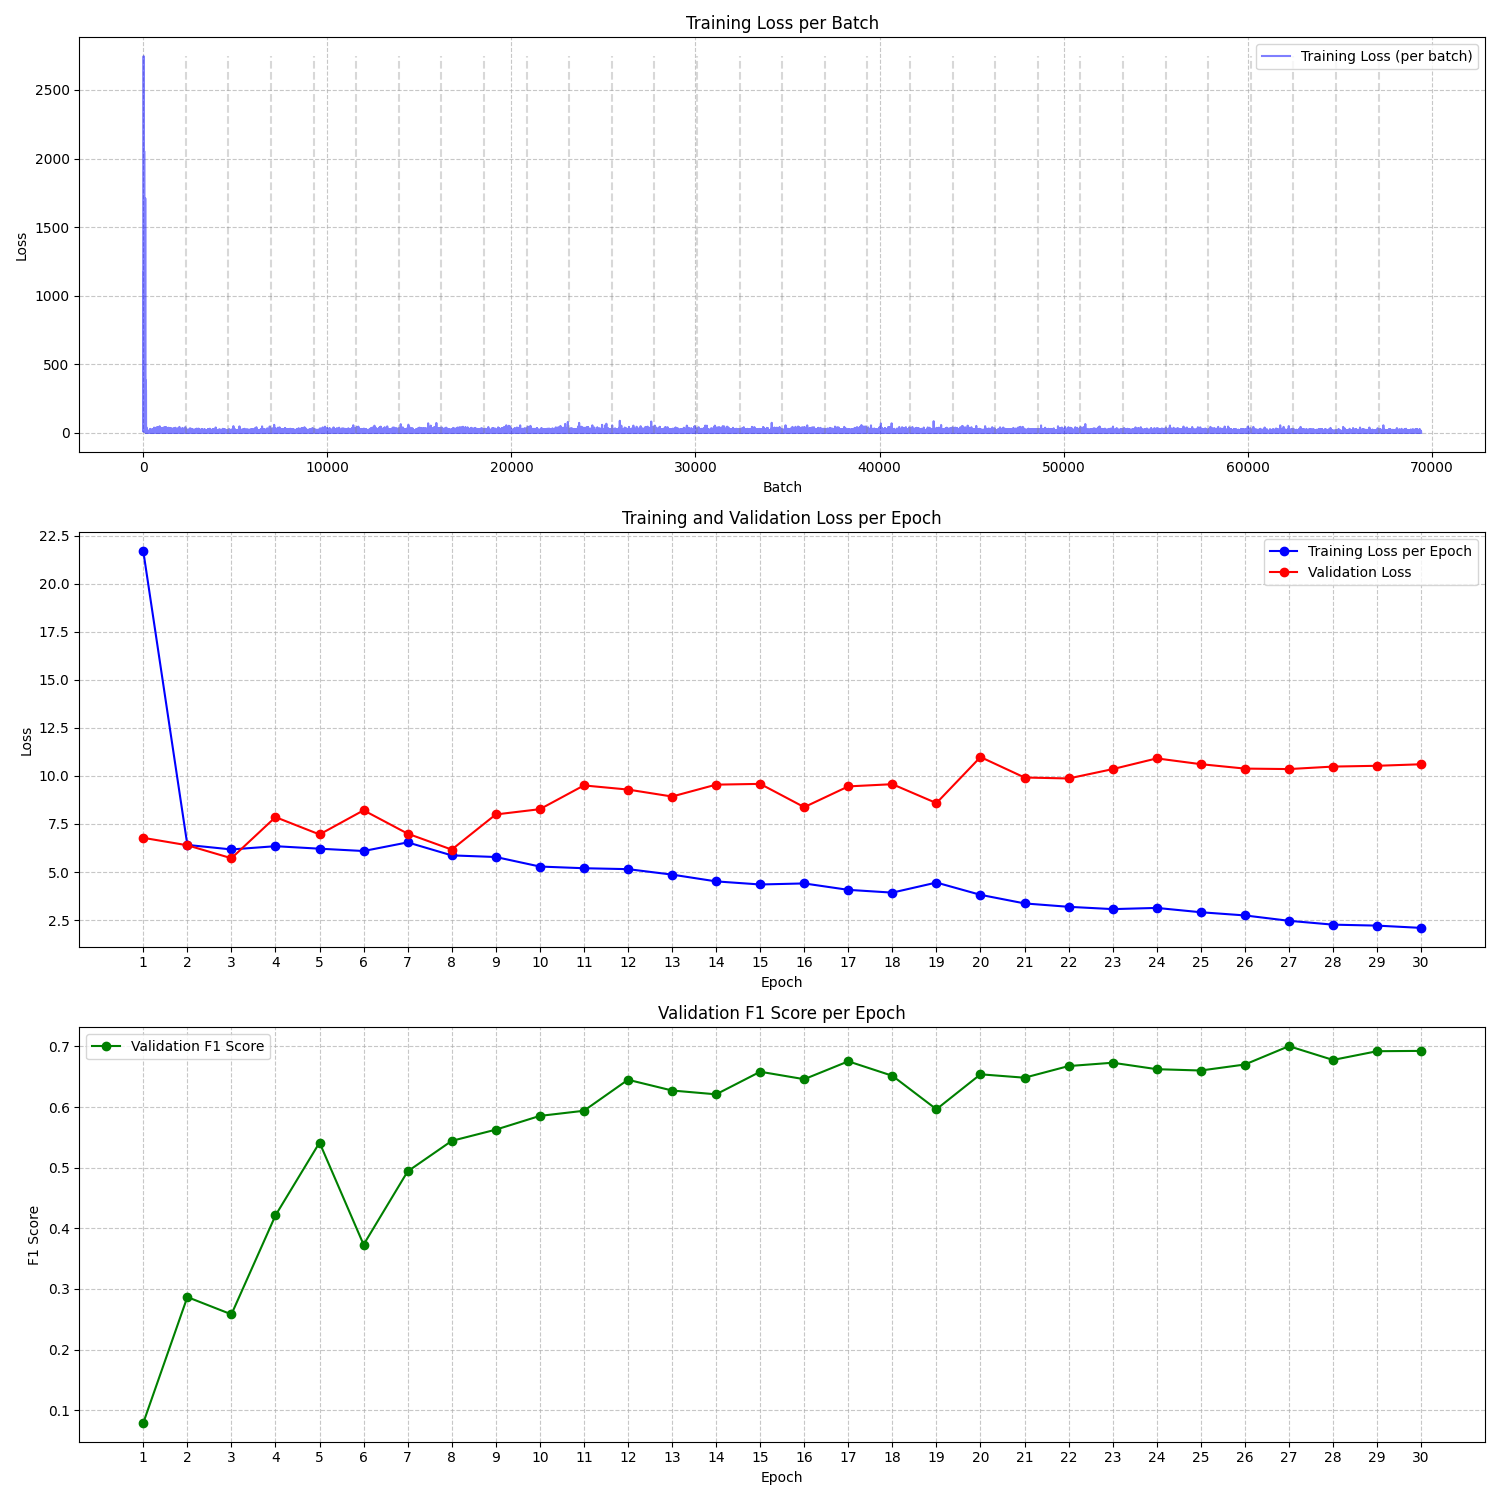 Training Loss per Batch
Training Loss (per batch)
2500
2000
1500
1000
500
0
Loss
0 10000 20000 30000 40000 50000 60000 70000
Batch
Training and Validation Loss per Epoch
Training Loss per Epoch
Validation Loss
22.5
20.0
17.5
15.0
12.5
10.0
7.5
5.0
2.5
Loss
1 2 3 4 5 6 7 8 9 10 11 12 13 14 15 16 17 18 19 20 21 22 23 24 25 26 27 28 29 30
Epoch
Validation F1 Score per Epoch
Validation F1 Score
0.7
0.6
0.5
0.4
0.3
0.2
0.1
F1 Score
1 2 3 4 5 6 7 8 9 10 11 12 13 14 15 16 17 18 19 20 21 22 23 24 25 26 27 28 29 30
Epoch